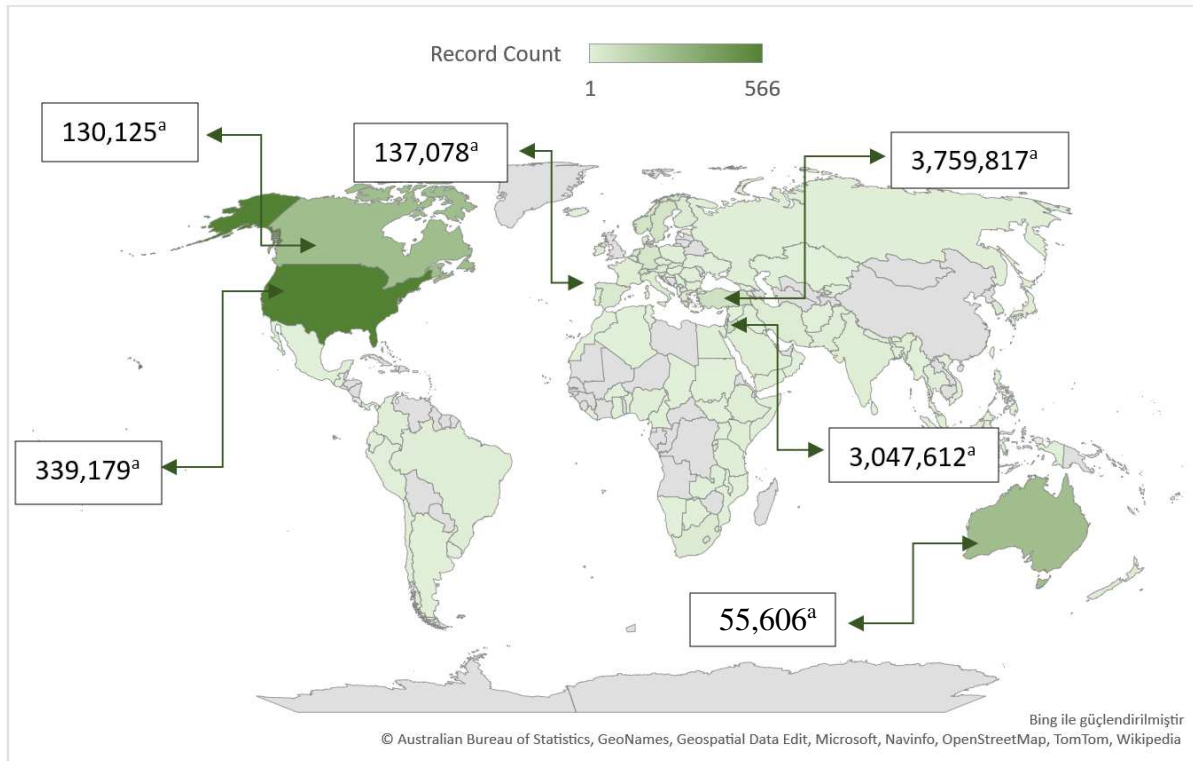 Record Count
1 566
130,125ᵃ
137,078ᵃ
3,759,817ᵃ
339,179ᵃ
3,047,612ᵃ
55,606ᵃ
Bing ile güçlendirilmiştir
© Australian Bureau of Statistics, GeoNames, Geospatial Data Edit, Microsoft, Navinfo, OpenStreetMap, TomTom, Wikipedia